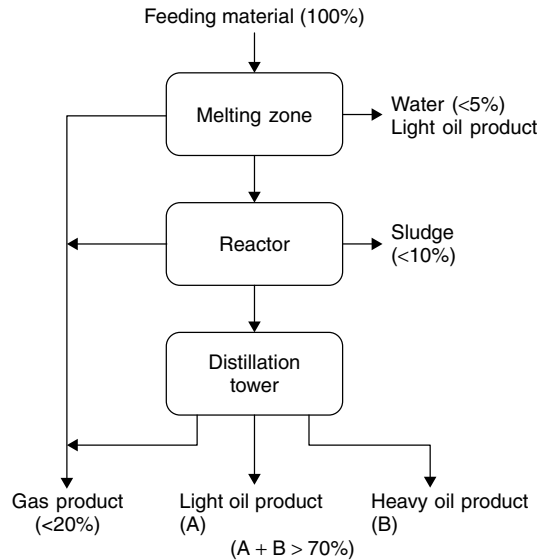 Feeding material (100%)
Melting zone
Water (<5%)
Light oil product
Reactor
Sludge
(<10%)
Distillation
tower
Gas product
(<20%)
Light oil product
(A)
Heavy oil product
(B)
(A + B > 70%)